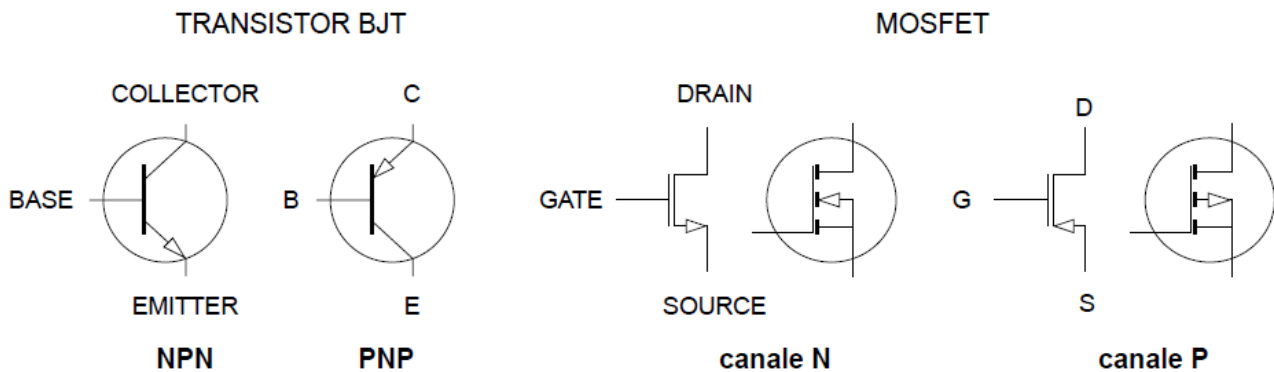 TRANSISTOR BJT
MOSFET
COLLECTOR
C
DRAIN
D
BASE
B
GATE
G
EMITTER
E
SOURCE
S
NPN
PNP
canale N
canale P